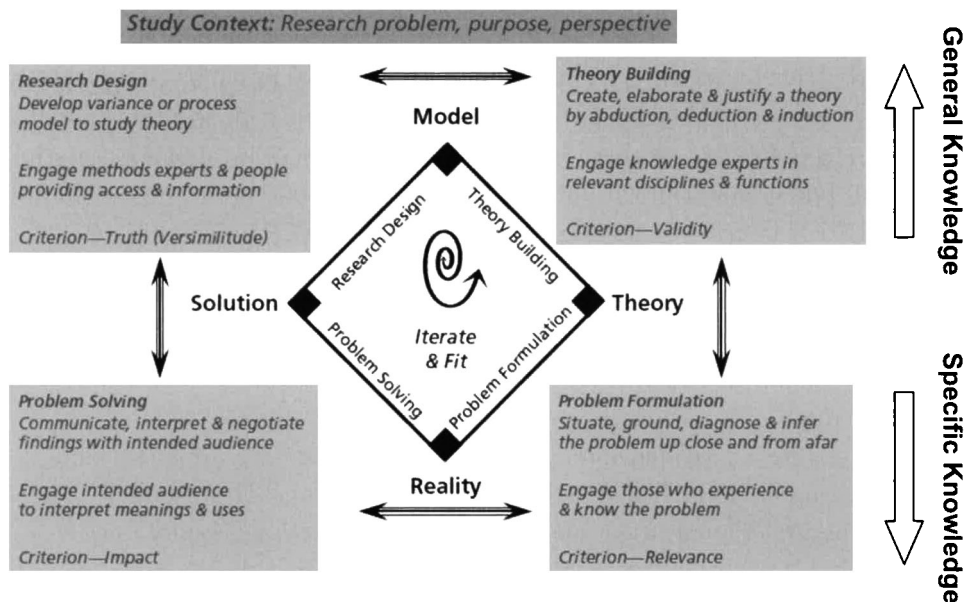 Study Context: Research problem, purpose, perspective
Research Design
Develop variance or process
model to study theory
Engage methods experts & people
providing access & information
Criterion—Truth (Versimilitude)
Theory Building
Create, elaborate & justify a theory
by abduction, deduction & induction
Engage knowledge experts in
relevant disciplines & functions
Criterion—Validity
General Knowledge
Model
Research Design
Theory Building
Solution
Iterate
& Fit
Theory
Problem Solving
Problem Formulation
Reality
Problem Solving
Communicate, interpret & negotiate
findings with intended audience
Engage intended audience
to interpret meanings & uses
Criterion—Impact
Problem Formulation
Situate, ground, diagnose & infer
the problem up close and from afar
Engage those who experience
& know the problem
Criterion—Relevance
Specific Knowledge